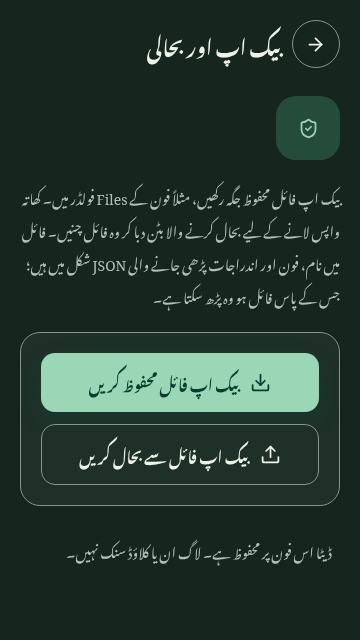 بیک اپ اور بحالی
بیک اپ فائل محفوظ جگہ رکھیں، مثلاً فون کے Files فولڈر میں۔ کھاتہ
واپس لانے کے لیے بحال کرنے والا بٹن دبا کر وہ فائل چنیں۔ فائل
میں نام، فون اور اندراجات پڑھی جانے والی JSON شکل میں ہیں؛
جس کے پاس فائل ہو وہ پڑھ سکتا ہے۔
بیک اپ فائل محفوظ کریں
بیک اپ فائل سے بحال کریں
ڈیٹا اس فون پر محفوظ ہے۔ لاگ ان یا کلاؤڈ سنک نہیں۔